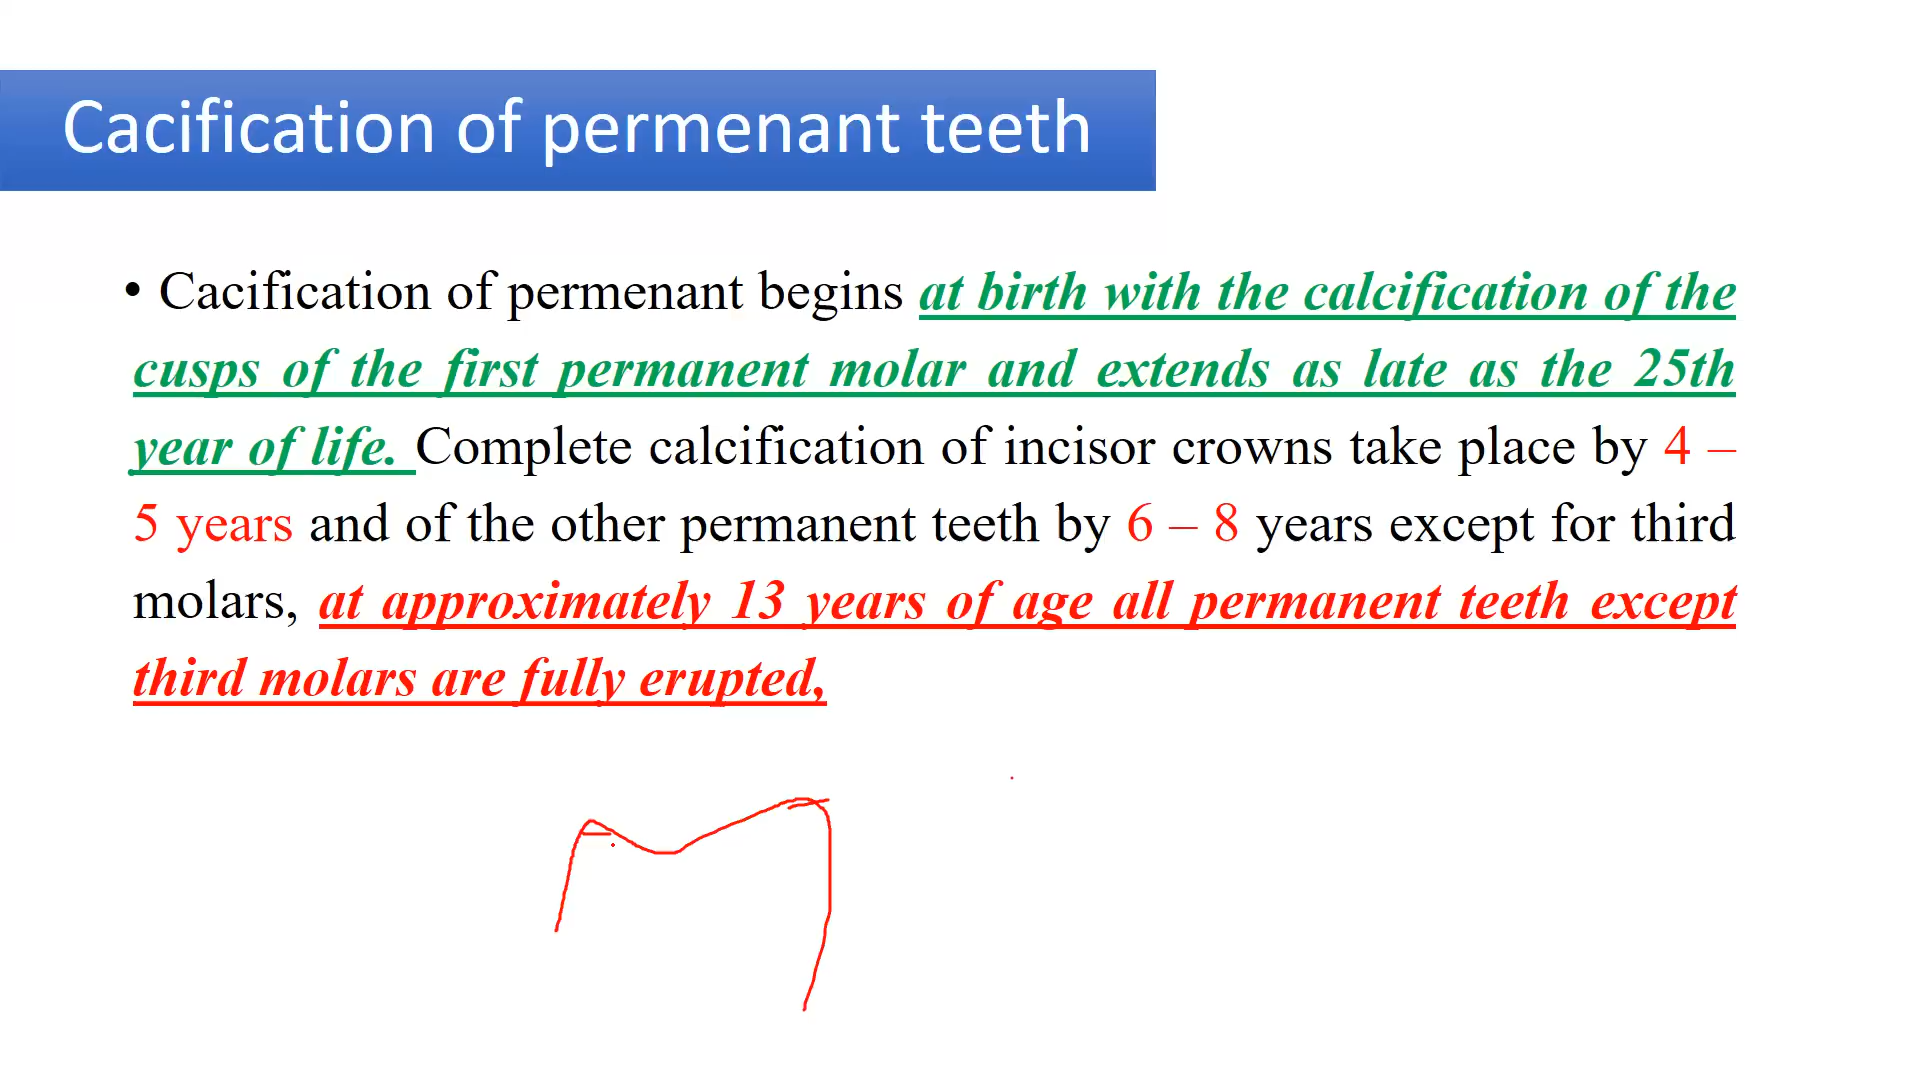 Cacification of permenant teeth
• Cacification of permenant begins at birth with the calcification of the
cusps of the first permanent molar and extends as late as the 25th
year of life. Complete calcification of incisor crowns take place by 4 –
5 years and of the other permanent teeth by 6 – 8 years except for third
molars, at approximately 13 years of age all permanent teeth except
third molars are fully erupted,